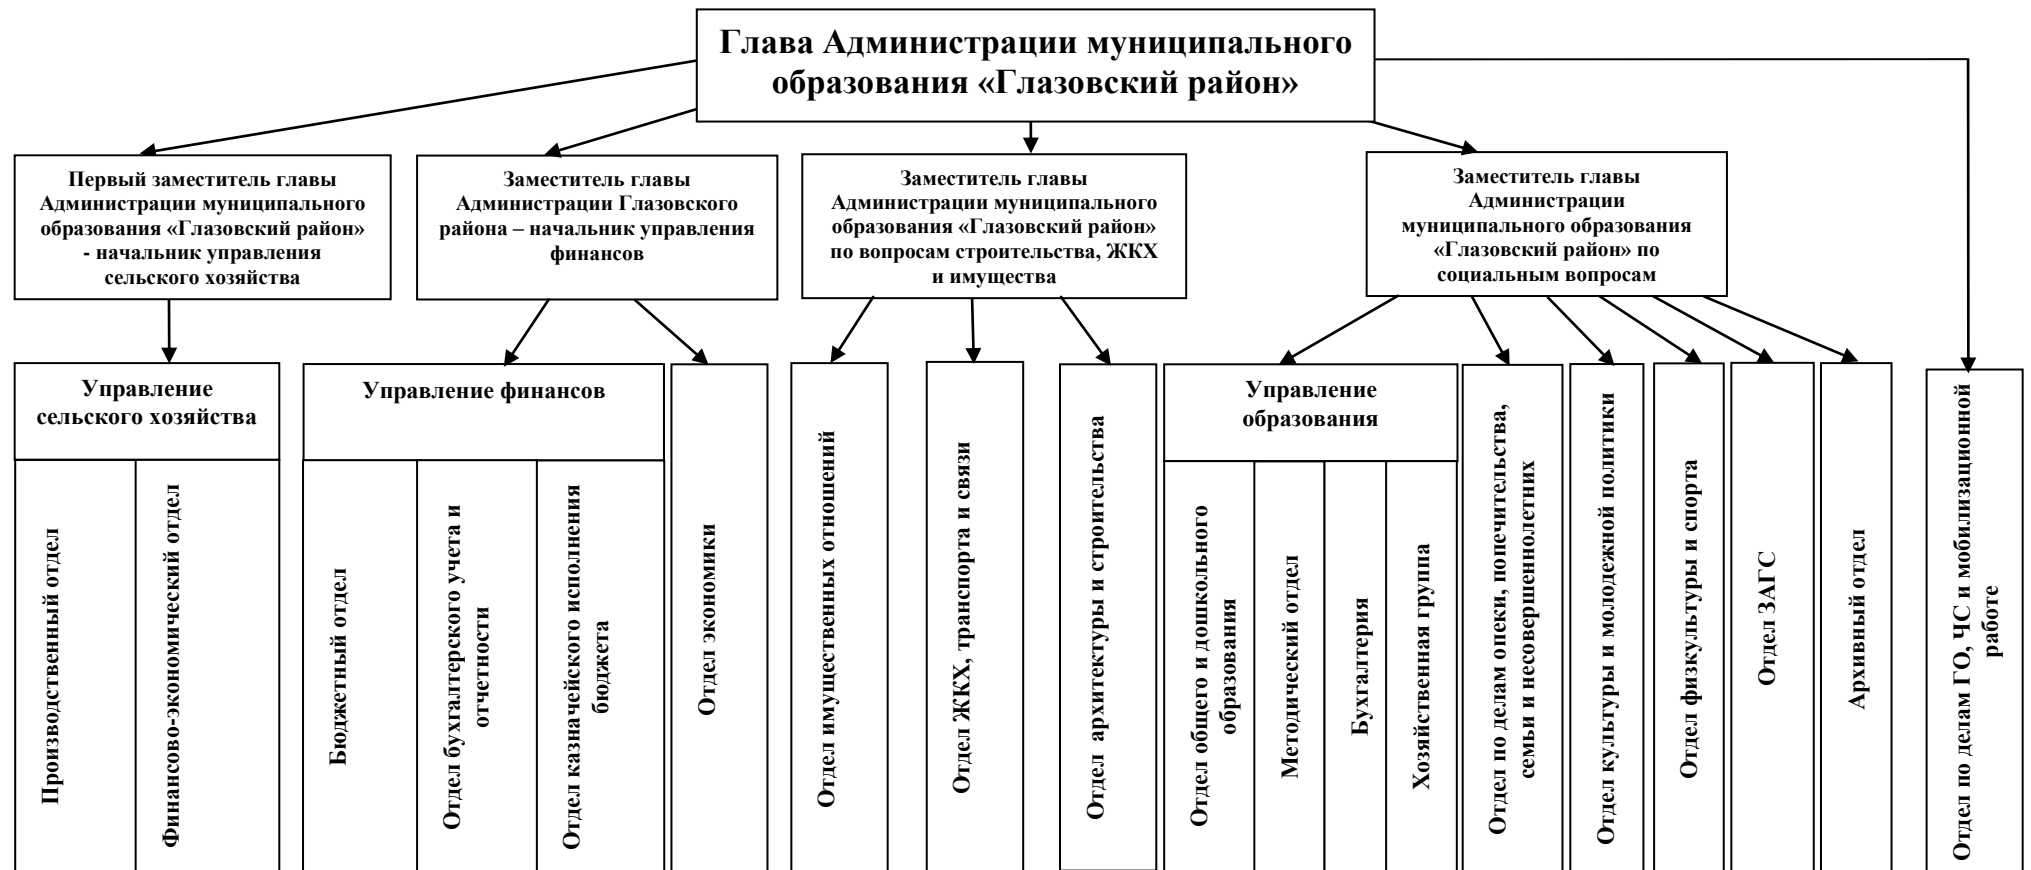 Глава Администрации муниципального
образования «Глазовский район»
Первый заместитель главы
Администрации муниципального
образования «Глазовский район»
- начальник управления
сельского хозяйства
Заместитель главы
Администрации Глазовского
района – начальник управления
финансов
Заместитель главы
Администрации муниципального
образования «Глазовский район»
по вопросам строительства, ЖКХ
и имущества
Заместитель главы
Администрации
муниципального образования
«Глазовский район» по
социальным вопросам
Управление
сельского хозяйства
Производственный отдел
Финансово-экономический отдел
Управление финансов
Бюджетный отдел
Отдел бухгалтерского учета и
отчетности
Отдел казначейского исполнения
бюджета
Отдел экономики
Отдел имущественных отношений
Отдел ЖКХ, транспорта и связи
Отдел архитектуры и строительства
Управление
образования
Отдел общего и дошкольного
образования
Методический отдел
Бухгалтерия
Хозяйственная группа
Отдел по делам опеки, попечительства,
семьи и несовершеннолетних
Отдел культуры и молодежной политики
Отдел физкультуры и спорта
Отдел ЗАГС
Архивный отдел
Отдел по делам ГО, ЧС и мобилизационной
работе